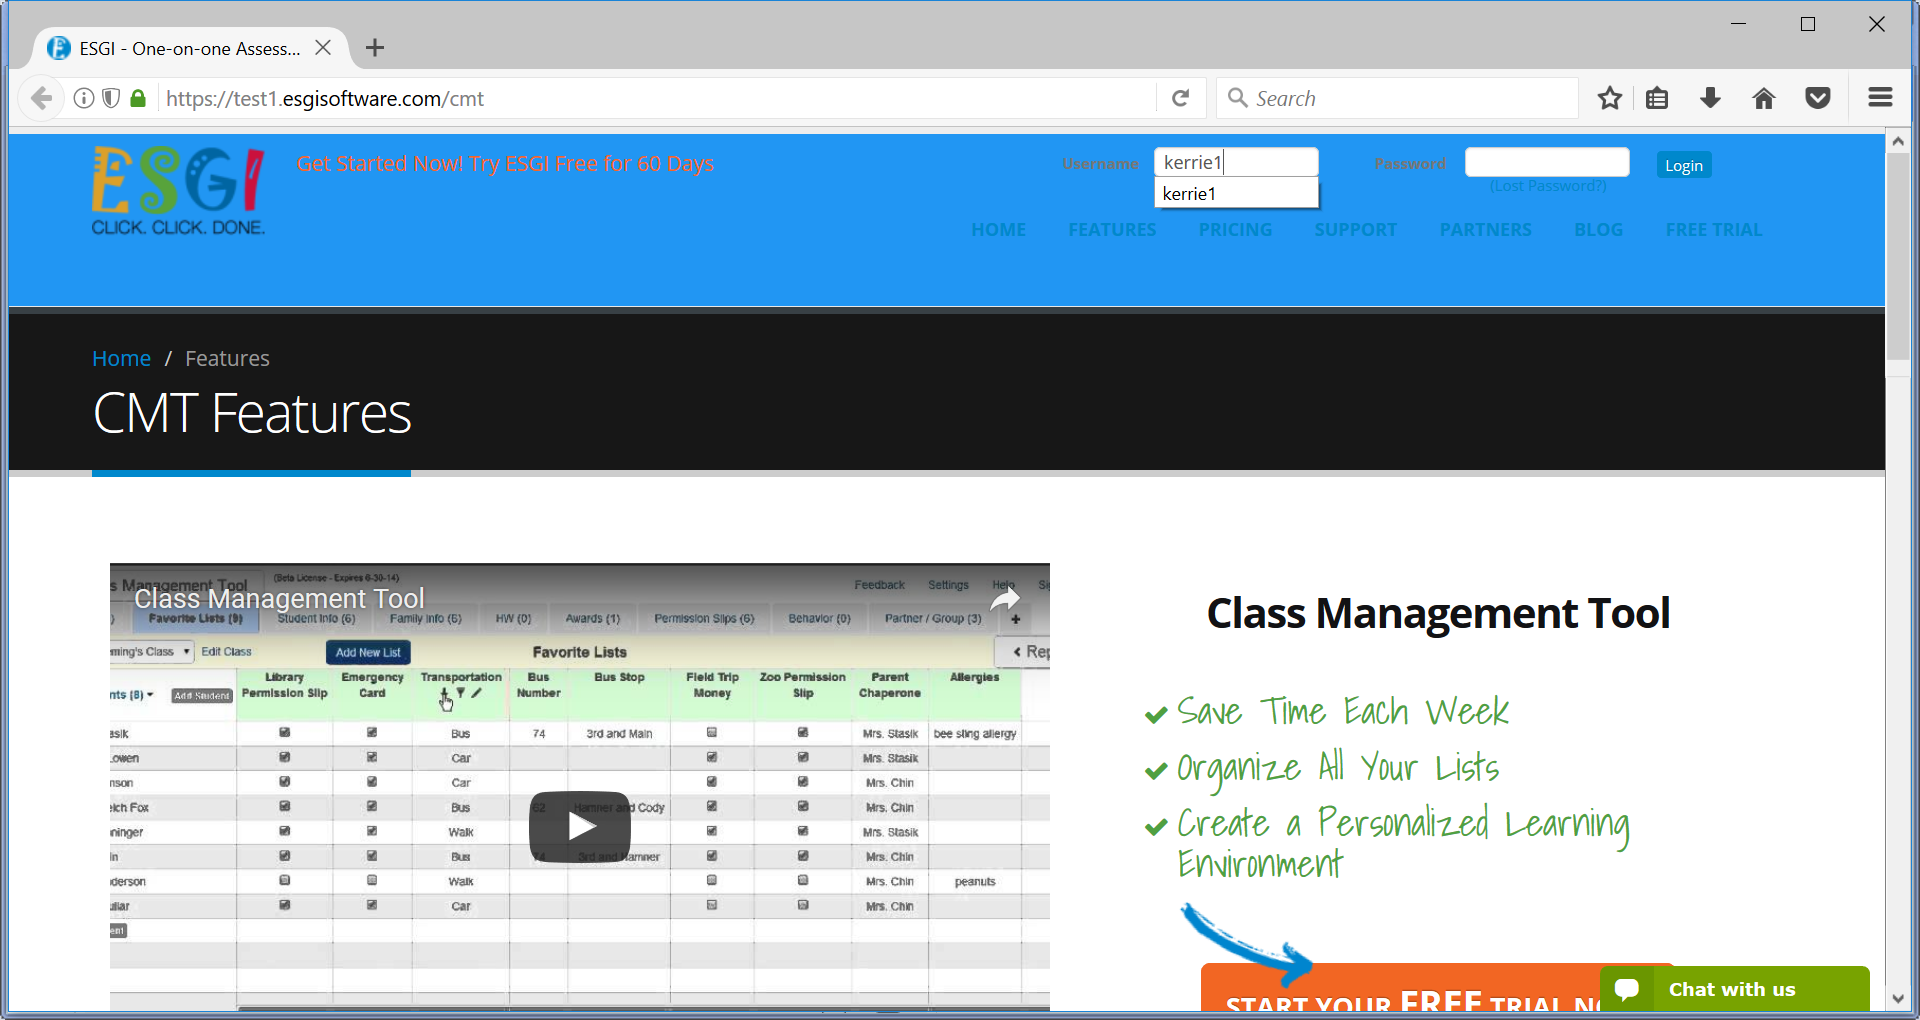 ESGI - One-on-one Assess...
https://test1.esgisoftware.com/cmt
Search
ESGI
CLICK. CLICK. DONE.
Get Started Now! Try ESGI Free for 60 Days
Username kerrie1
kerrie1
Password
(Lost Password?)
Login
HOME FEATURES PRICING SUPPORT PARTNERS BLOG FREE TRIAL
Home / Features
CMT Features
s Management Tool (Beta License - Expires 6-30-14)
Feedback Settings Help
Class Management Tool
Favorite Lists (9) Student Info (6) Family Info (6) HW (0) Awards (1) Permission Slips (6) Behavior (0) Partner / Group (3) +
ming's Class Edit Class Add New List Favorite Lists < Rep
nts (8) Add Student Library Permission Slip Emergency Card Transportation Bus Number Bus Stop Field Trip Money Zoo Permission Slip Parent Chaperone Allergies
asik Bus 74 3rd and Main Mrs. Stasik bee sting allergy
owen Car Mrs. Stasik
nson Car Mrs. Chin
lch Fox Bus 62 Hamner and Cody Mrs. Chin
ninger Walk Mrs. Stasik
in Bus 74 3rd and Hamner Mrs. Chin
derson Walk Mrs. Chin peanuts
Car Mrs. Chin
ent
Class Management Tool
Save Time Each Week
Organize All Your Lists
Create a Personalized Learning
Environment
START YOUR FREE TRIAL NO
Chat with us